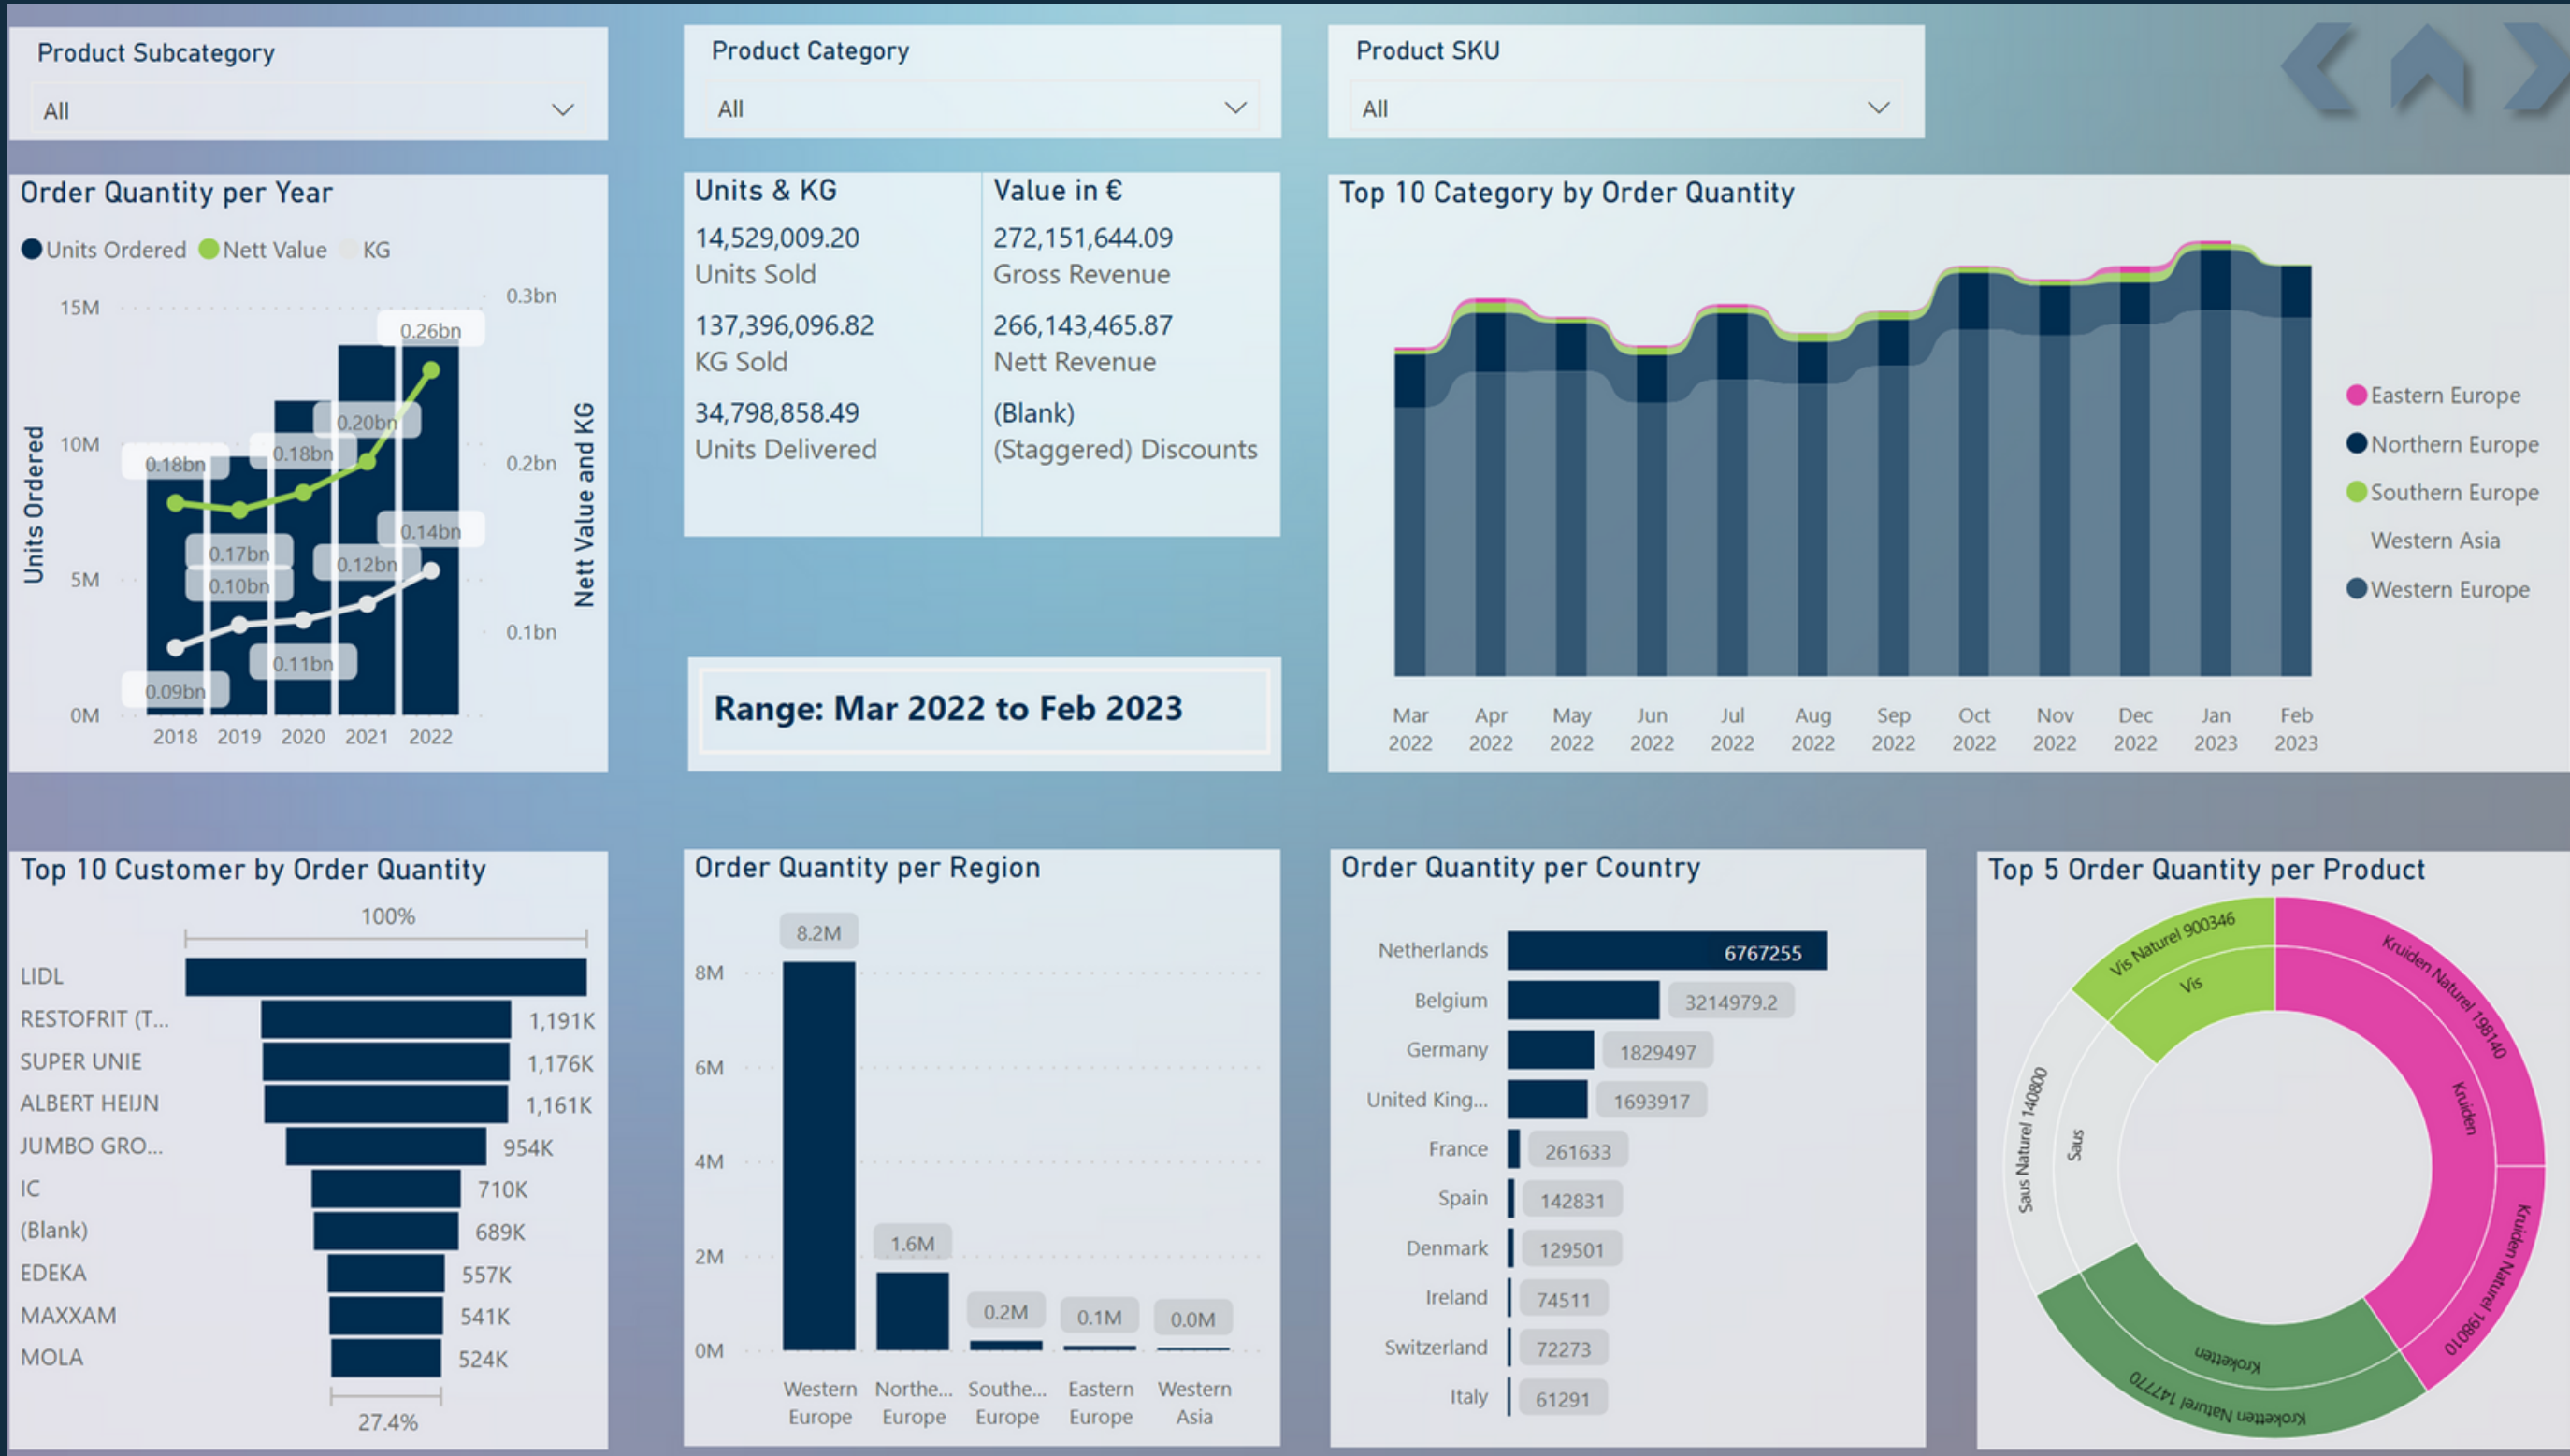 Product Subcategory
All
Product Category
All
Product SKU
All
Order Quantity per Year
Units Ordered Nett Value KG
Units Ordered
15M
10M
5M
0M
0.18bn
0.17bn
0.18bn
0.20bn
0.26bn
0.09bn
0.10bn
0.11bn
0.12bn
0.14bn
0.3bn
0.2bn
0.1bn
Nett Value and KG
2018 2019 2020 2021 2022
Units & KG
14,529,009.20
Units Sold
137,396,096.82
KG Sold
34,798,858.49
Units Delivered
Value in €
272,151,644.09
Gross Revenue
266,143,465.87
Nett Revenue
(Blank)
(Staggered) Discounts
Range: Mar 2022 to Feb 2023
Top 10 Category by Order Quantity
Mar Apr May Jun Jul Aug Sep Oct Nov Dec Jan Feb
2022 2022 2022 2022 2022 2022 2022 2022 2022 2022 2023 2023
Eastern Europe
Northern Europe
Southern Europe
Western Asia
Western Europe
Top 10 Customer by Order Quantity
100%
LIDL
RESTOFRIT (T... 1,191K
SUPER UNIE 1,176K
ALBERT HEIJN 1,161K
JUMBO GRO... 954K
IC 710K
(Blank) 689K
EDEKA 557K
MAXXAM 541K
MOLA 524K
27.4%
Order Quantity per Region
8M
6M
4M
2M
0M
8.2M
1.6M
0.2M
0.1M
0.0M
Western Northe... Southe... Eastern Western
Europe Europe Europe Europe Asia
Order Quantity per Country
Netherlands 6767255
Belgium 3214979.2
Germany 1829497
United King... 1693917
France 261633
Spain 142831
Denmark 129501
Ireland 74511
Switzerland 72273
Italy 61291
Top 5 Order Quantity per Product
Vis Naturel 900346
Vis
Kruiden Naturel 198140
Kruiden
Kruiden Naturel 198010
Kroketten
Kroketten Naturel 147770
Saus
Saus Naturel 140800